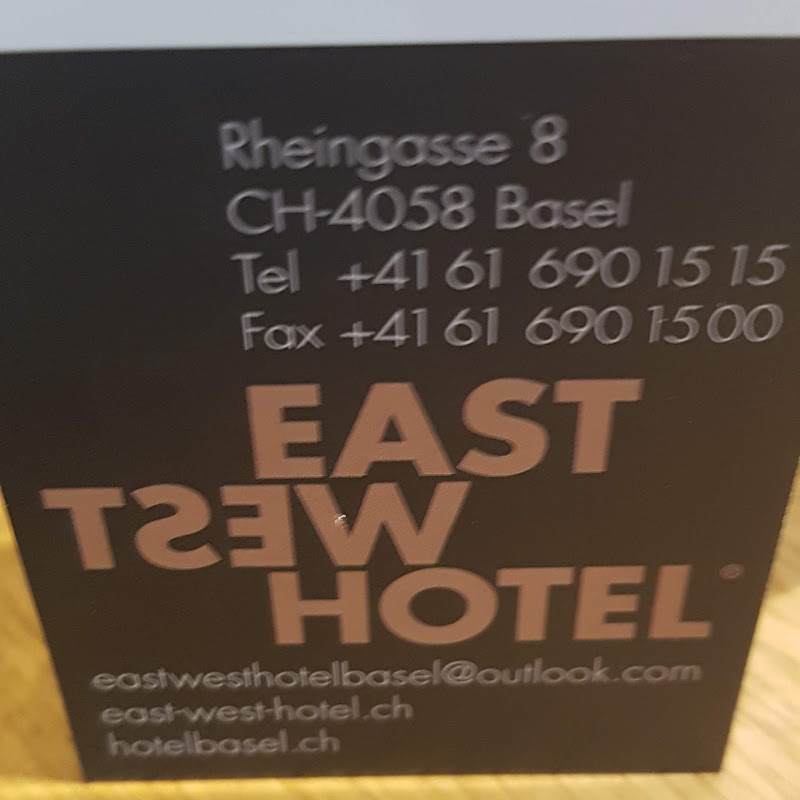 Rheingasse 8
CH-4058 Basel
Tel +41 61 690 15 15
Fax +41 61 690 15 00
EAST
WEST
HOTEL®
eastwesthotelbasel@outlook.com
east-west-hotel.ch
hotelbasel.ch